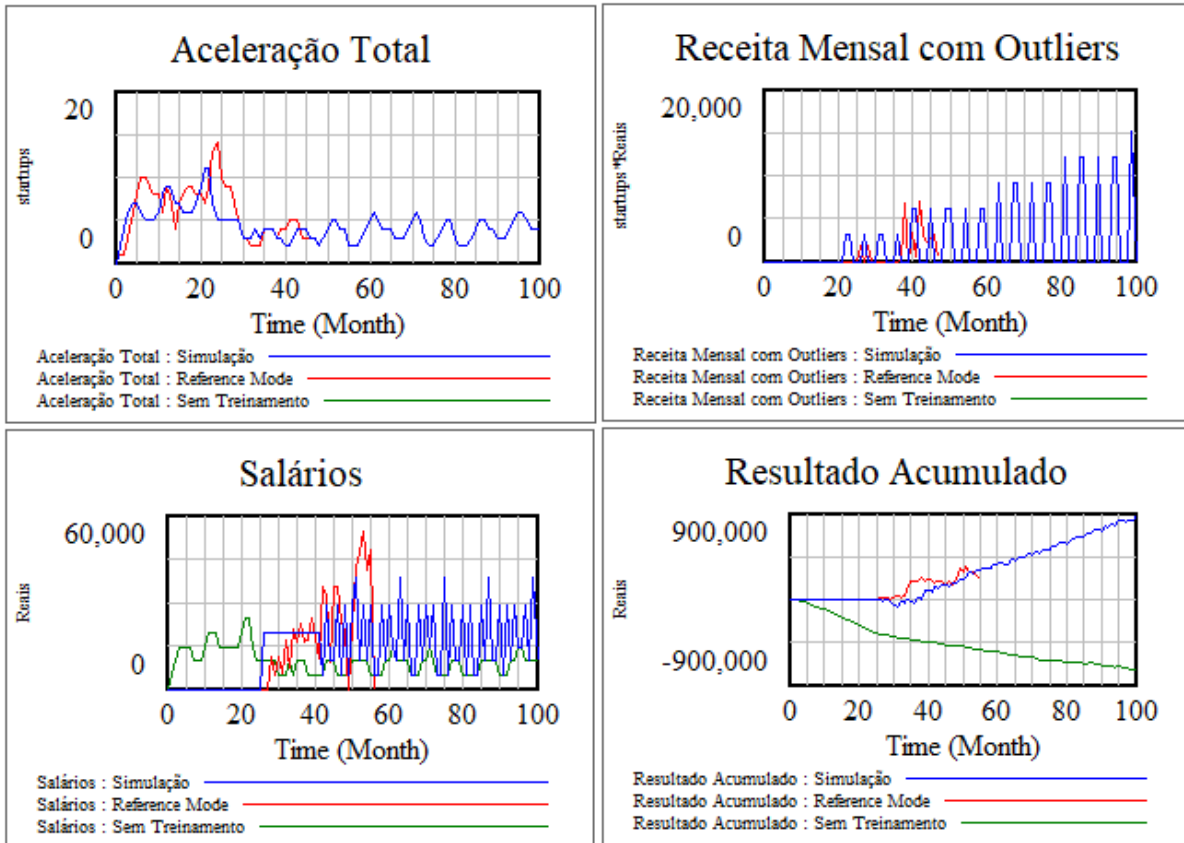 Aceleração Total
20
startups
0
0 20 40 60 80 100
Time (Month)
Aceleração Total : Simulação
Aceleração Total : Reference Mode
Aceleração Total : Sem Treinamento
Receita Mensal com Outliers
20,000
startups*Reais
0
0 20 40 60 80 100
Time (Month)
Receita Mensal com Outliers : Simulação
Receita Mensal com Outliers : Reference Mode
Receita Mensal com Outliers : Sem Treinamento
Salários
60,000
Reais
0
0 20 40 60 80 100
Time (Month)
Salários : Simulação
Salários : Reference Mode
Salários : Sem Treinamento
Resultado Acumulado
900,000
Reais
-900,000
0 20 40 60 80 100
Time (Month)
Resultado Acumulado : Simulação
Resultado Acumulado : Reference Mode
Resultado Acumulado : Sem Treinamento